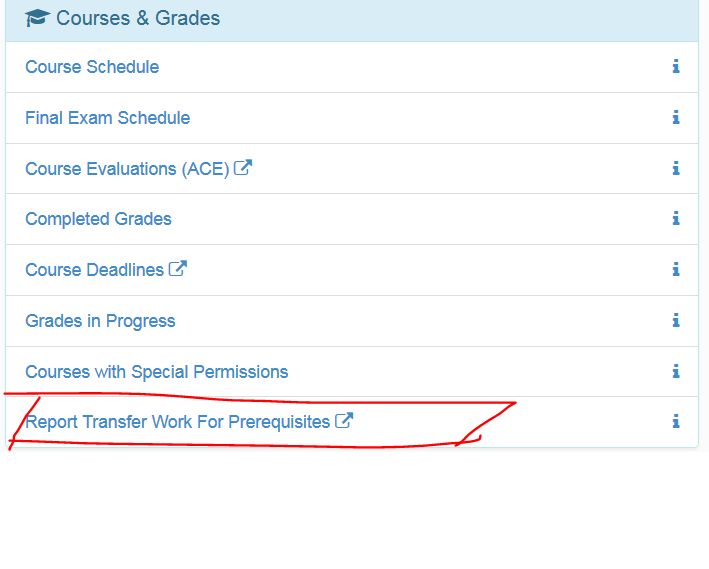 Courses & Grades
Course Schedule
Final Exam Schedule
Course Evaluations (ACE)
Completed Grades
Course Deadlines
Grades in Progress
Courses with Special Permissions
Report Transfer Work For Prerequisites